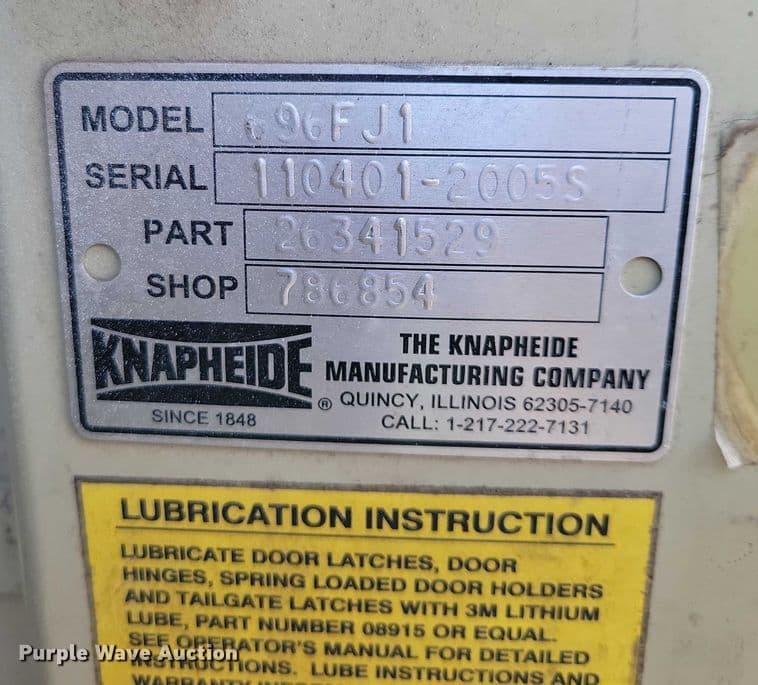 MODEL 696FJ1
SERIAL 110401-2005S
PART 26341529
SHOP 786854
KNAPHEIDE ®
SINCE 1848
THE KNAPHEIDE
MANUFACTURING COMPANY
QUINCY, ILLINOIS 62305-7140
CALL: 1-217-222-7131
LUBRICATION INSTRUCTION
LUBRICATE DOOR LATCHES, DOOR
HINGES, SPRING LOADED DOOR HOLDERS
AND TAILGATE LATCHES WITH 3M LITHIUM
LUBE, PART NUMBER 08915 OR EQUAL.
SEE OPERATOR'S MANUAL FOR DETAILED
INSTRUCTIONS. LUBE INSTRUCTIONS AND
WARRANTY
Purple Wave Auction